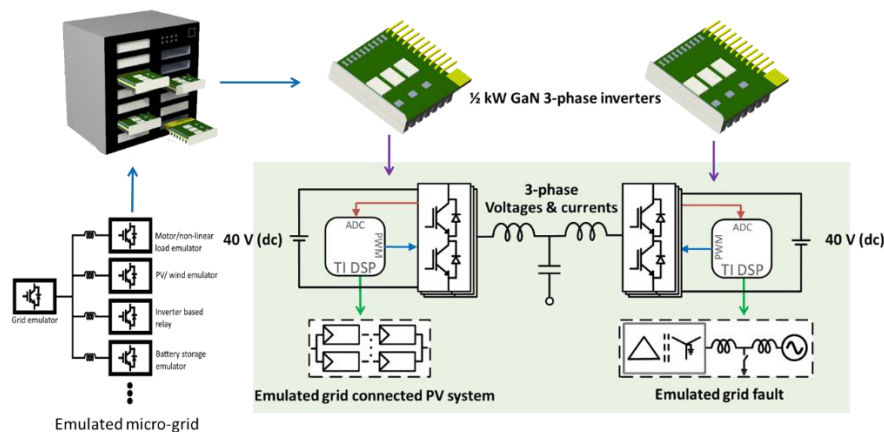 ½ kW GaN 3-phase inverters
3-phase
Voltages & currents
40 V (dc)
ADC
PWM
TI DSP
ADC
PWM
TI DSP
40 V (dc)
Motor/non-linear
load emulator
PV/ wind emulator
Grid emulator
Inverter based
relay
Battery storage
emulator
Emulated micro-grid
Emulated grid connected PV system
Emulated grid fault